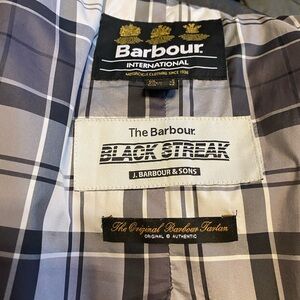 Barbour
INTERNATIONAL
MOTORCYCLE CLOTHING SINCE 1936
The Barbour
BLACK STREAK
J. BARBOUR & SONS
The Original Barbour Tartan
ORIGINAL & AUTHENTIC